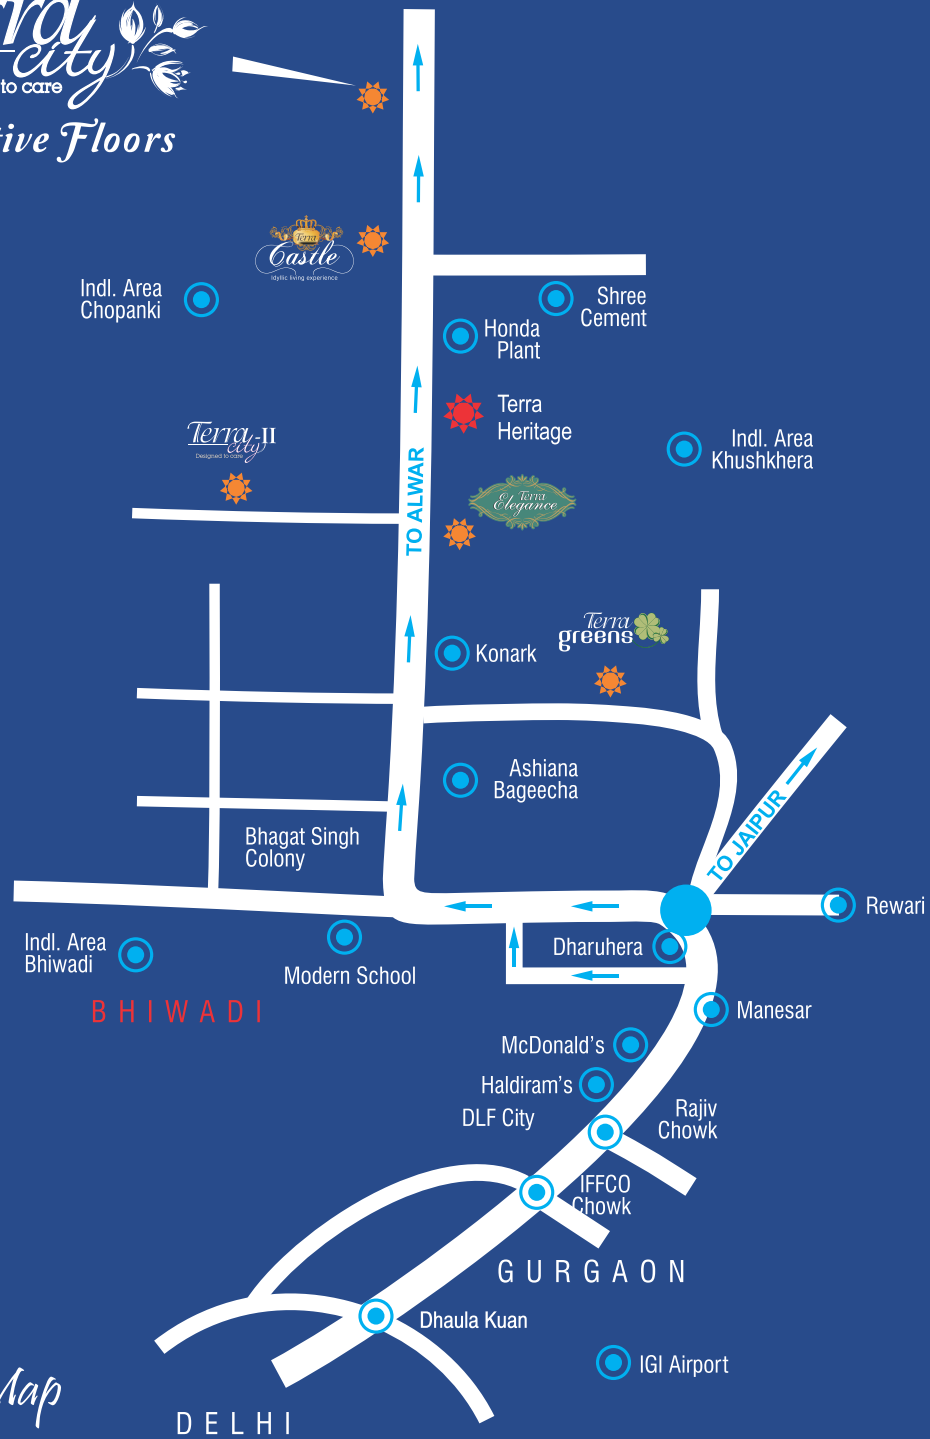 city
to care
Floors
Terra
Castle
Idyllic living experience
Indl. Area
Chopanki
Shree
Cement
Honda
Plant
Terra
Heritage
Terra
city-II
Designed to care
Indl. Area
Khushkhera
TO ALWAR
Terra
Elegance
Terra
greens
Konark
Ashiana
Bageecha
TO JAIPUR
Bhagat Singh
Colony
Rewari
Indl. Area
Bhiwadi
Modern School
Dharuhera
BHIWADI
Manesar
McDonald's
Haldiram's
DLF City
Rajiv
Chowk
IFFCO
Chowk
GURGAON
Dhaula Kuan
IGI Airport
Map
DELHI